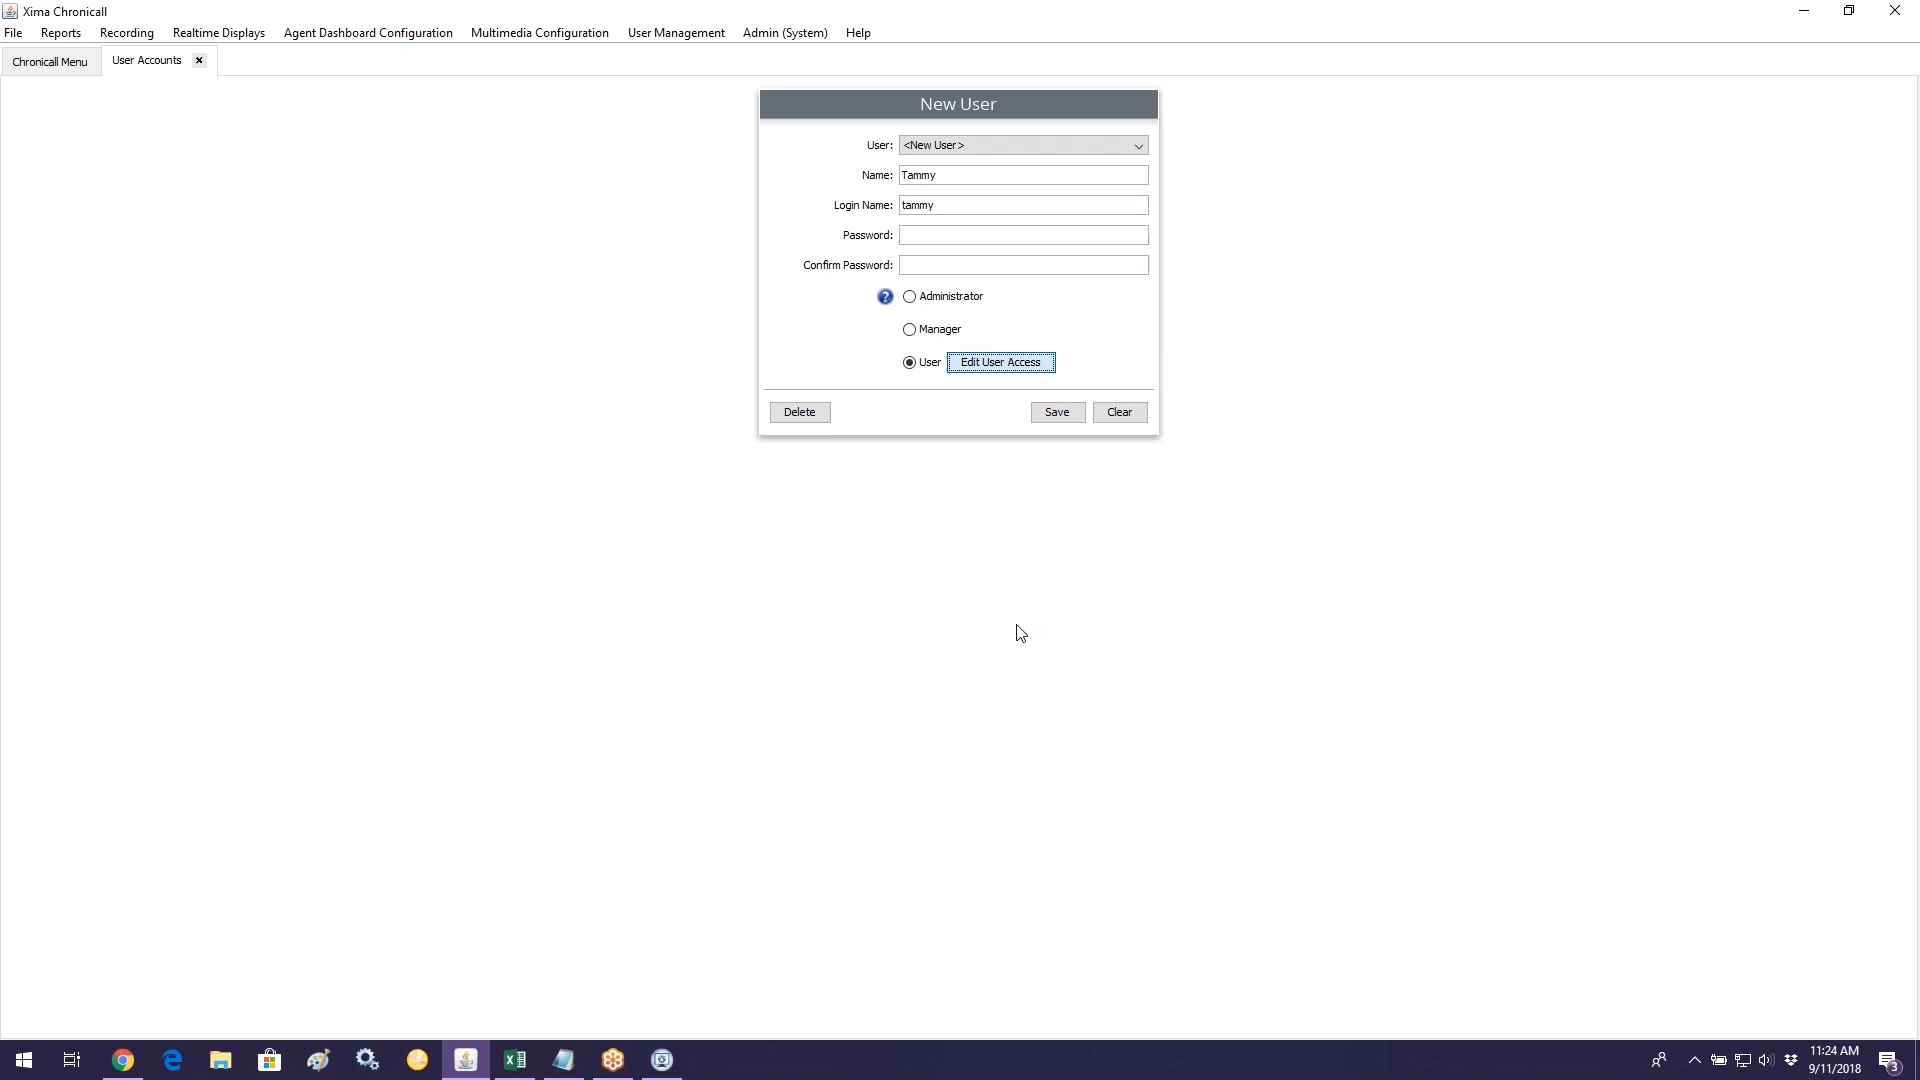 Xima Chronicall
File Reports Recording Realtime Displays Agent Dashboard Configuration Multimedia Configuration User Management Admin (System) Help
Chronicall Menu User Accounts
New User
User: <New User>
Name: Tammy
Login Name: tammy
Password:
Confirm Password:
? Administrator
Manager
User Edit User Access
Delete Save Clear
11:24 AM
9/11/2018
3